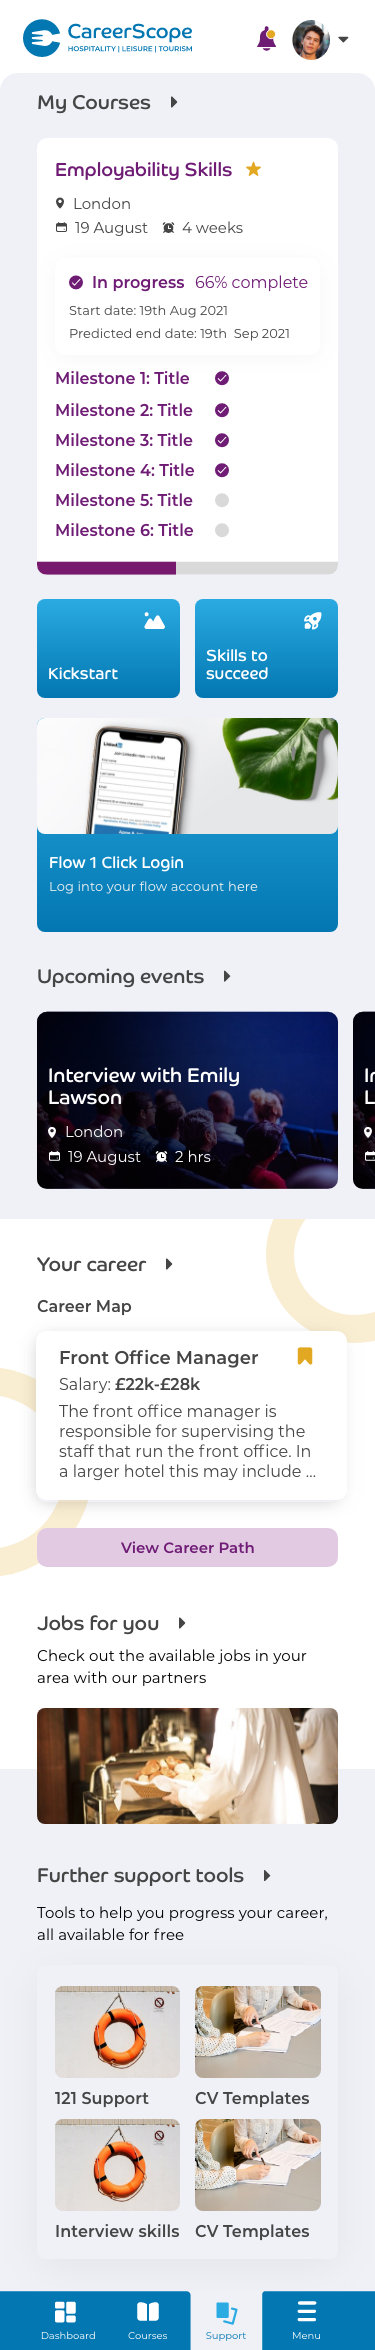 CareerScope
HOSPITALITY | LEISURE | TOURISM
My Courses
Employability Skills
London
19 August 4 weeks
In progress 66% complete
Start date: 19th Aug 2021
Predicted end date: 19th Sep 2021
Milestone 1: Title
Milestone 2: Title
Milestone 3: Title
Milestone 4: Title
Milestone 5: Title
Milestone 6: Title
Kickstart
Skills to
succeed
Linked
Flow 1 Click Login
Log into your flow account here
Upcoming events
Interview with Emily
Lawson
London
19 August 2 hrs
Your career
Career Map
Front Office Manager
Salary: £22k-£28k
The front office manager is
responsible for supervising the
staff that run the front office. In
a larger hotel this may include ...
View Career Path
Jobs for you
Check out the available jobs in your
area with our partners
Further support tools
Tools to help you progress your career,
all available for free
121 Support
CV Templates
Interview skills
CV Templates
Dashboard
Courses
Support
Menu